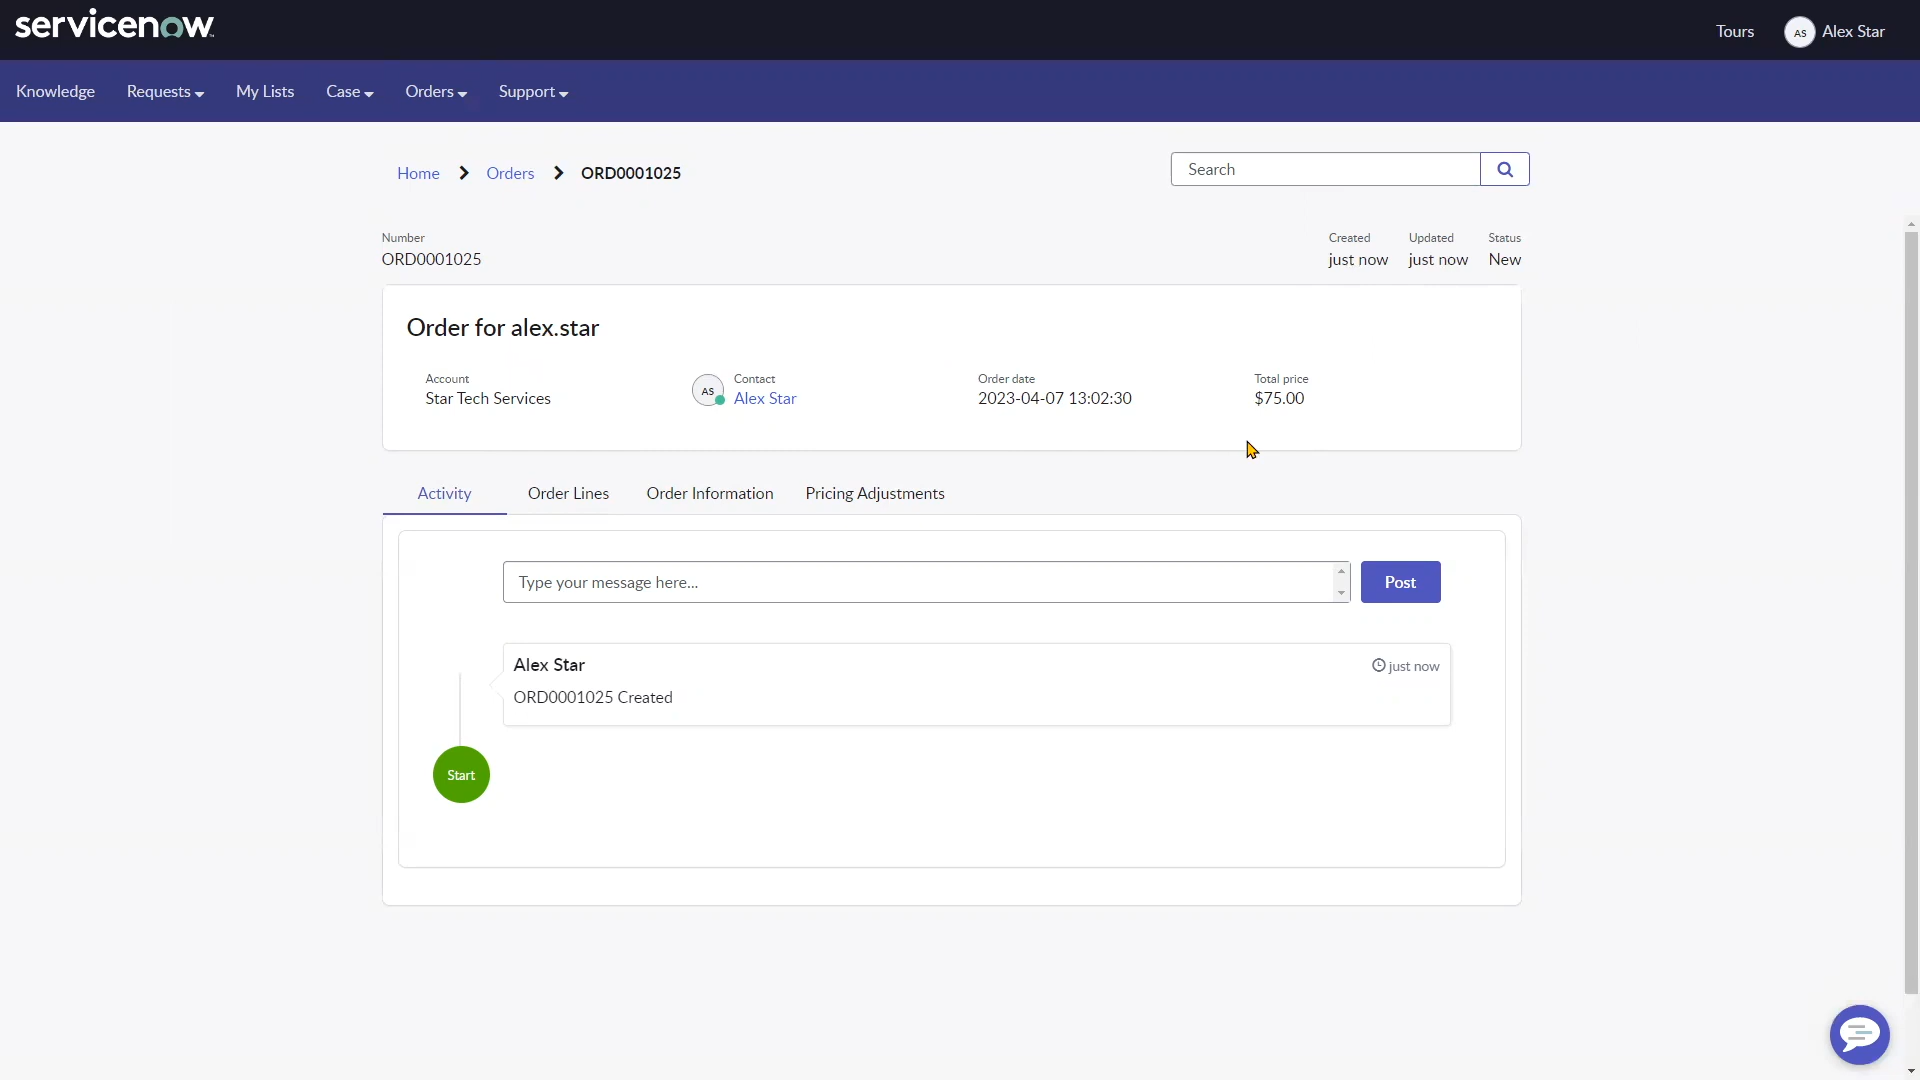 servicenow
Tours
AS
Alex Star
Knowledge
Requests
My Lists
Case
Orders
Support
Home
Orders
ORD0001025
Search
Number
ORD0001025
Created
just now
Updated
just now
Status
New
Order for alex.star
Account
Star Tech Services
AS
Contact
Alex Star
Order date
2023-04-07 13:02:30
Total price
$75.00
Activity
Order Lines
Order Information
Pricing Adjustments
Type your message here...
Post
Alex Star
just now
ORD0001025 Created
Start